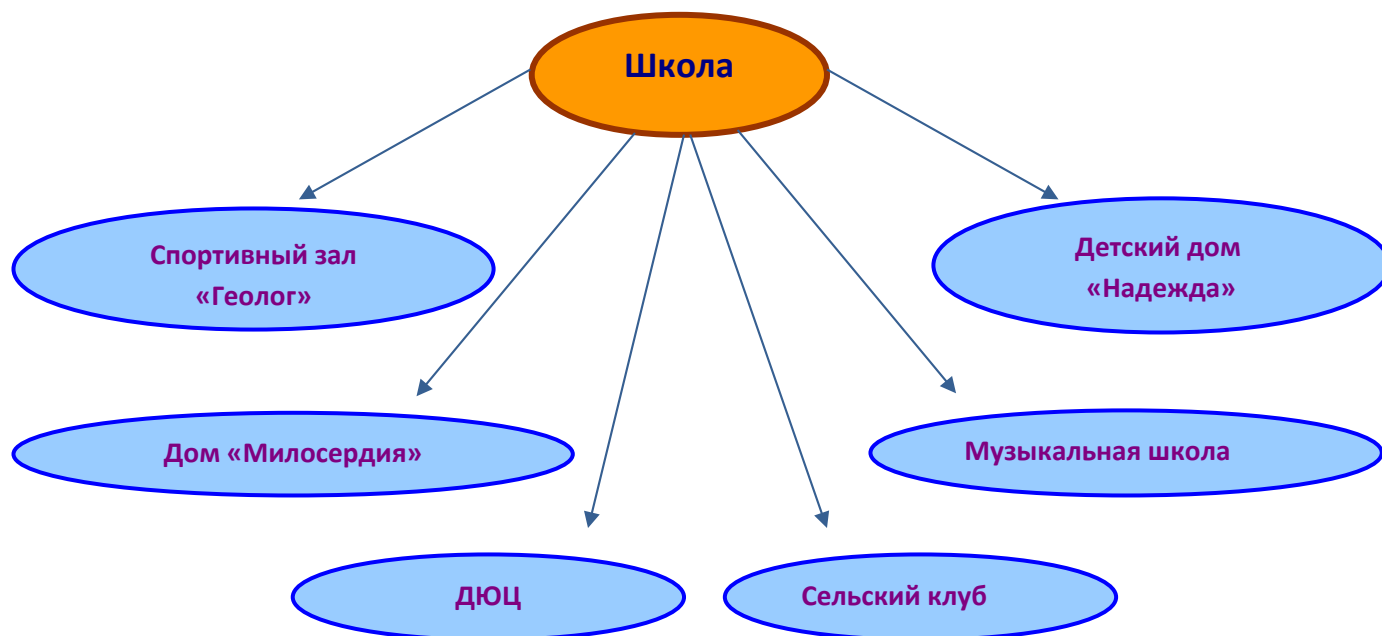 Школа
Спортивный зал
«Геолог»
Детский дом
«Надежда»
Дом «Милосердия»
Музыкальная школа
ДЮЦ
Сельский клуб